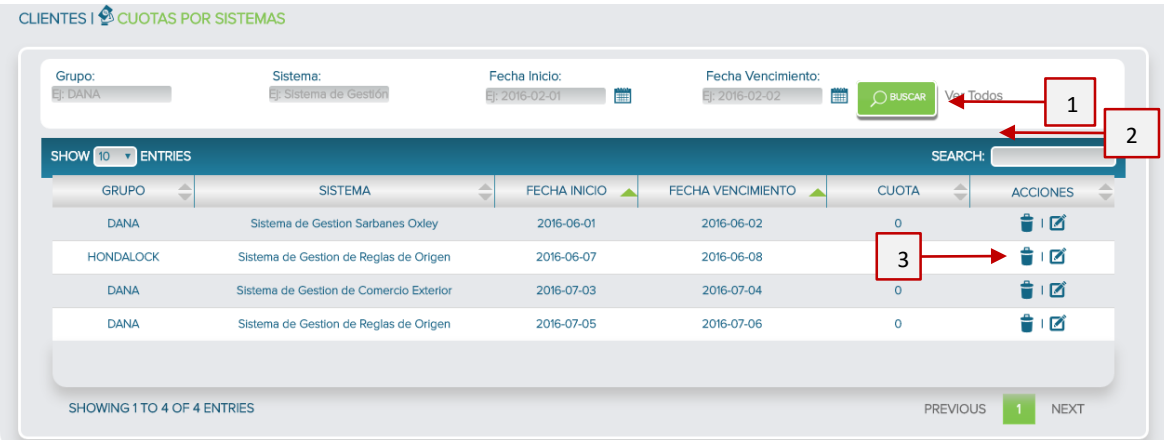 CLIENTES | CUOTAS POR SISTEMAS
Grupo: Sistema: Fecha Inicio: Fecha Vencimiento:
Ej: DANA Ej: Sistema de Gestión Ej: 2016-02-01 Ej: 2016-02-02 BUSCAR Ver Todos 1
2
SHOW 10 ENTRIES SEARCH:
GRUPO SISTEMA FECHA INICIO FECHA VENCIMIENTO CUOTA ACCIONES
DANA Sistema de Gestion Sarbanes Oxley 2016-06-01 2016-06-02 0 |
HONDALOCK Sistema de Gestion de Reglas de Origen 2016-06-07 2016-06-08 3 |
DANA Sistema de Gestion de Comercio Exterior 2016-07-03 2016-07-04 0 |
DANA Sistema de Gestion de Reglas de Origen 2016-07-05 2016-07-06 0 |
SHOWING 1 TO 4 OF 4 ENTRIES PREVIOUS 1 NEXT